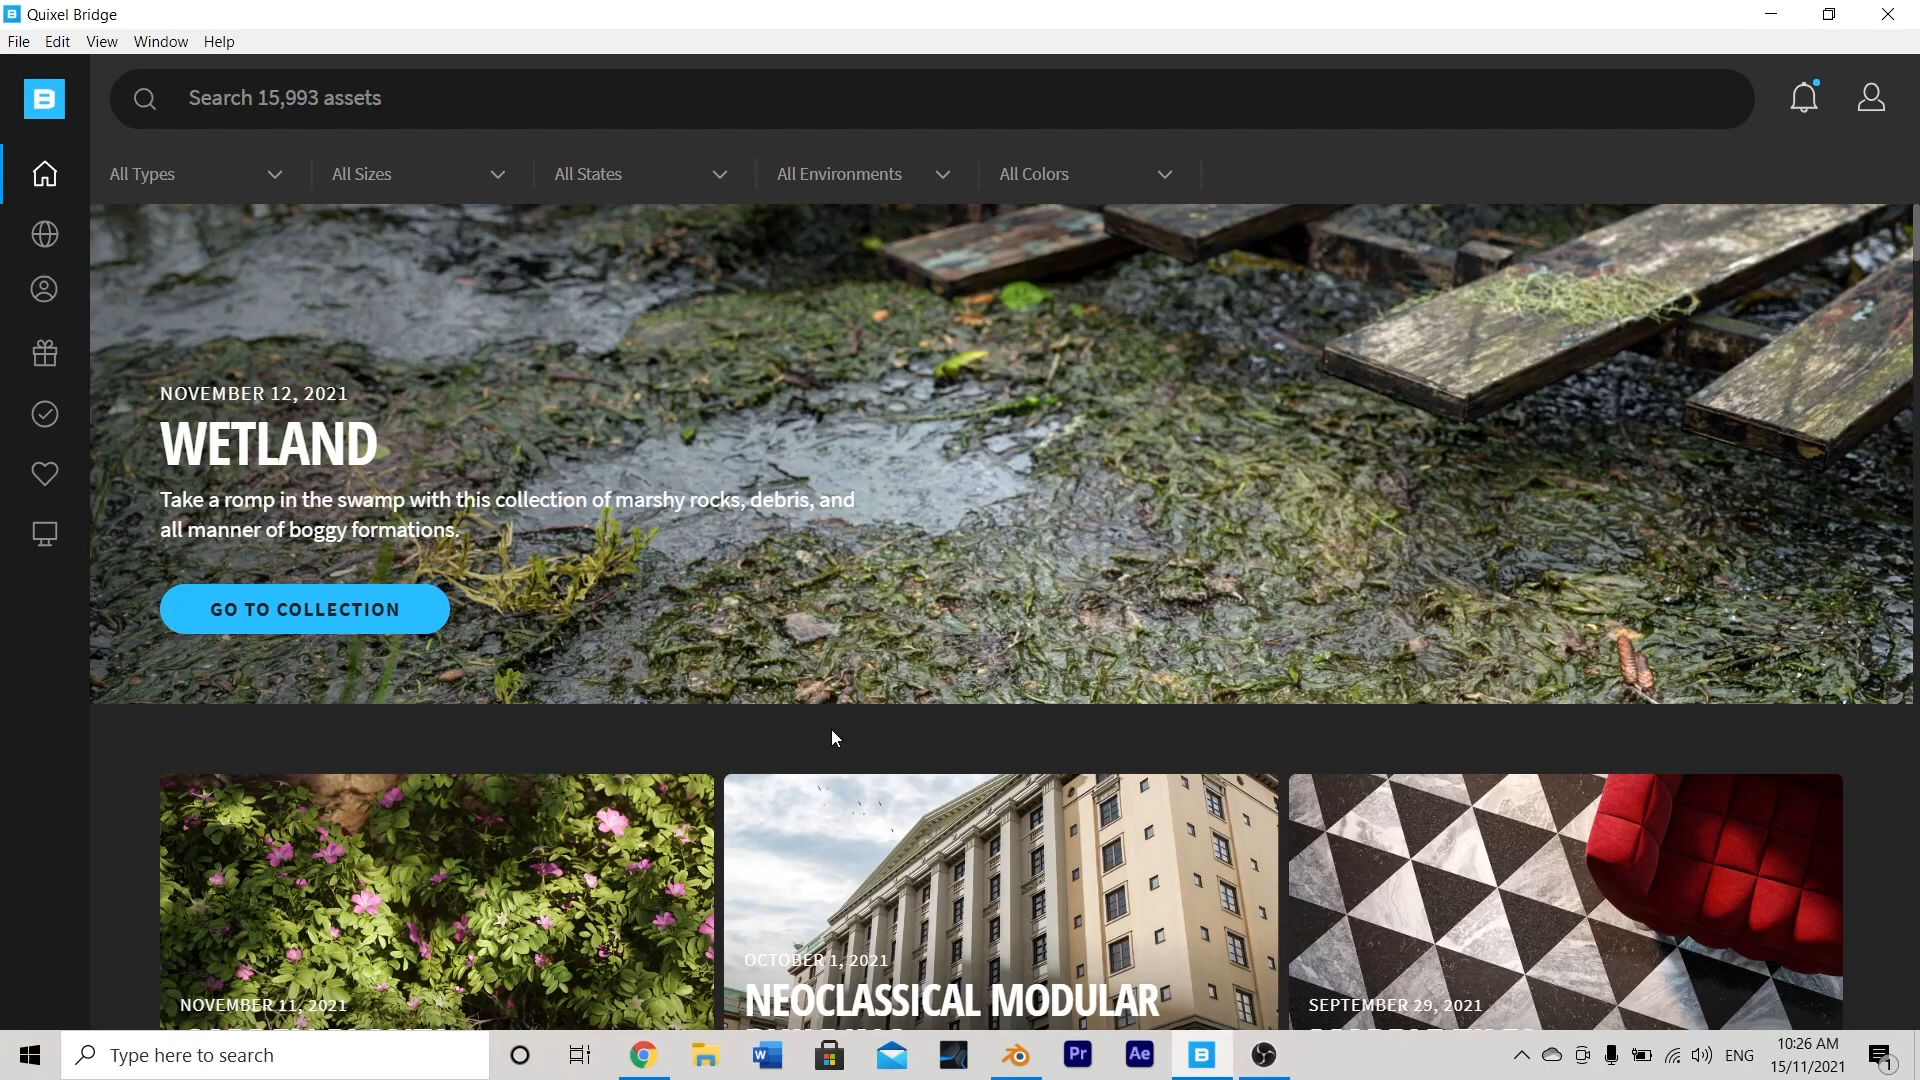 Quixel Bridge
File Edit View Window Help
Search 15,993 assets
All Types All Sizes All States All Environments All Colors
NOVEMBER 12, 2021
WETLAND
Take a romp in the swamp with this collection of marshy rocks, debris, and
all manner of boggy formations.
GO TO COLLECTION
NOVEMBER 11, 2021
OCTOBER 1, 2021
NEOCLASSICAL MODULAR
SEPTEMBER 29, 2021
Type here to search
W
Pr
Ae
ENG
10:26 AM
15/11/2021
1